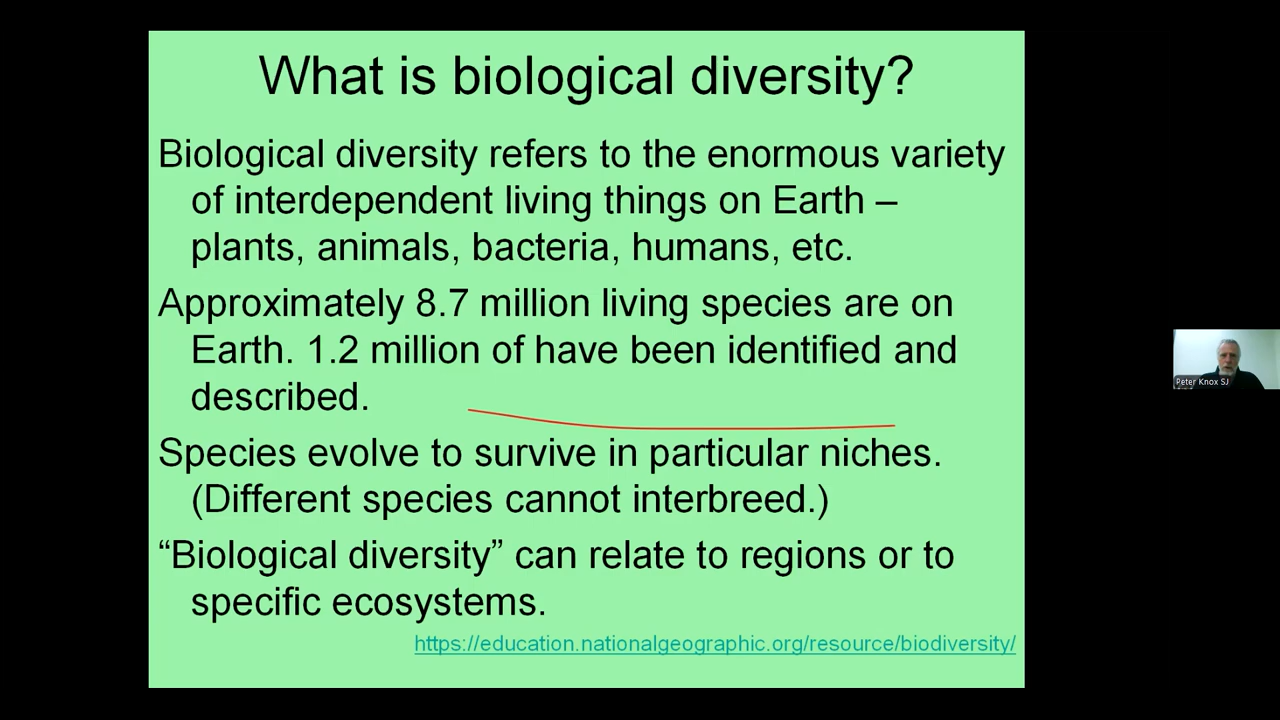 What is biological diversity?
Biological diversity refers to the enormous variety
of interdependent living things on Earth –
plants, animals, bacteria, humans, etc.
Approximately 8.7 million living species are on
Earth. 1.2 million of have been identified and
described.
Species evolve to survive in particular niches.
(Different species cannot interbreed.)
“Biological diversity” can relate to regions or to
specific ecosystems.
https://education.nationalgeographic.org/resource/biodiversity/
Peter Knox SJ